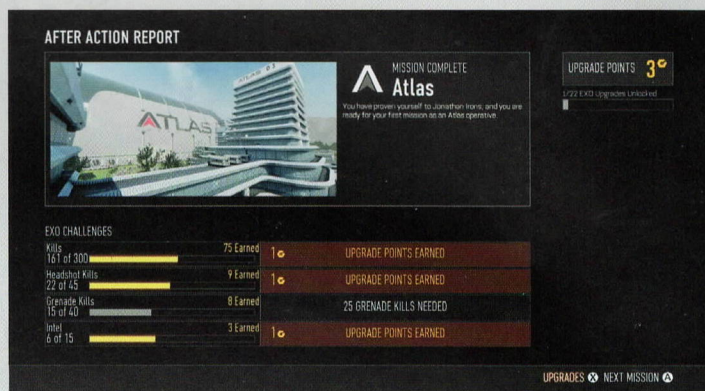 AFTER ACTION REPORT
ATLAS 03
ATLAS
MISSION COMPLETE
Atlas
You have proven yourself to Jonathan Irons, and you are
ready for your first mission as an Atlas operative.
UPGRADE POINTS 3
1/22 EXO Upgrades Unlocked
EXO CHALLENGES
Kills 75 Earned
161 of 300
1 UPGRADE POINTS EARNED
Headshot Kills 9 Earned
22 of 45
1 UPGRADE POINTS EARNED
Grenade Kills 8 Earned
15 of 40
25 GRENADE KILLS NEEDED
Intel 3 Earned
6 of 15
1 UPGRADE POINTS EARNED
UPGRADES X NEXT MISSION A